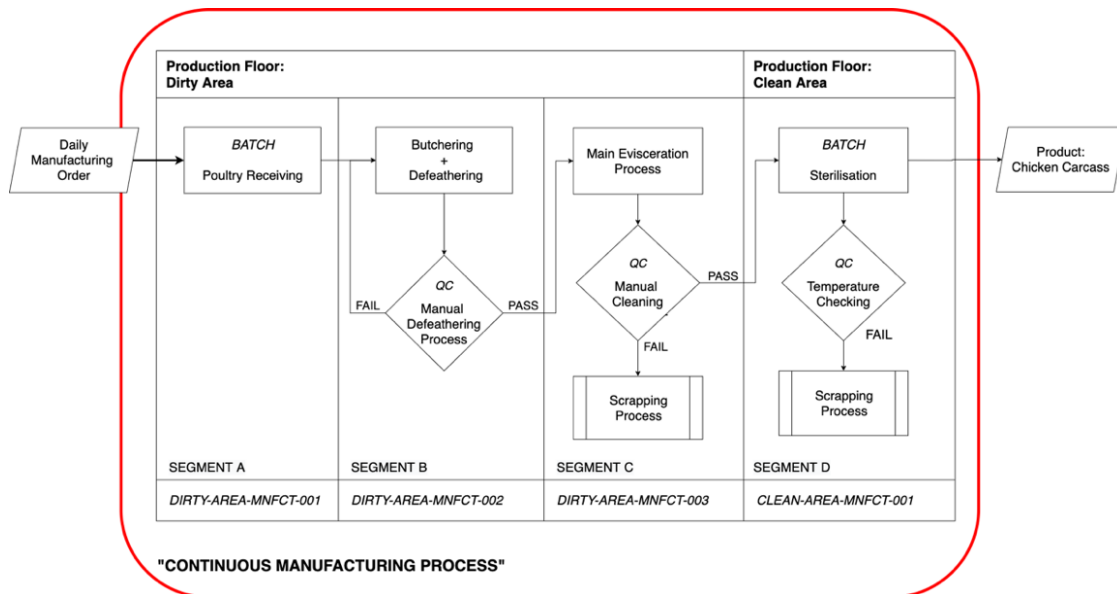 Production Floor:
Dirty Area
Production Floor:
Clean Area
Daily
Manufacturing
Order
BATCH
Poultry Receiving
Butchering
+
Defeathering
Main Evisceration
Process
BATCH
Sterilisation
Product:
Chicken Carcass
FAIL
QC
Manual
Defeathering
Process
PASS
QC
Manual
Cleaning
PASS
FAIL
QC
Temperature
Checking
FAIL
Scrapping
Process
Scrapping
Process
SEGMENT A
SEGMENT B
SEGMENT C
SEGMENT D
DIRTY-AREA-MNFCT-001
DIRTY-AREA-MNFCT-002
DIRTY-AREA-MNFCT-003
CLEAN-AREA-MNFCT-001
"CONTINUOUS MANUFACTURING PROCESS"